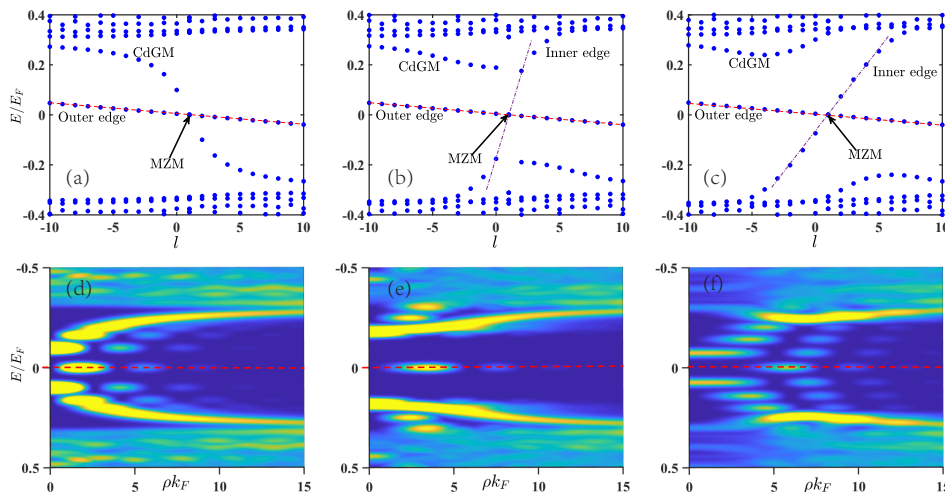 0.4 0.4 0.4
CdGM
Inner edge
0.2 CdGM 0.2 0.2 CdGM
Inner edge
E/E_F
0 Outer edge 0 Outer edge 0 Outer edge
MZM MZM MZM
-0.2 (a) -0.2 (b) -0.2 (c)
-0.4 -0.4 -0.4
-10 -5 0 5 10 -10 -5 0 5 10 -10 -5 0 5 10
l l l
-0.5 (d) -0.5 (e) -0.5 (f)
E/E_F
0 0 0
0.5 0.5 0.5
0 5 10 15 0 5 10 15 0 5 10 15
ρk_F ρk_F ρk_F